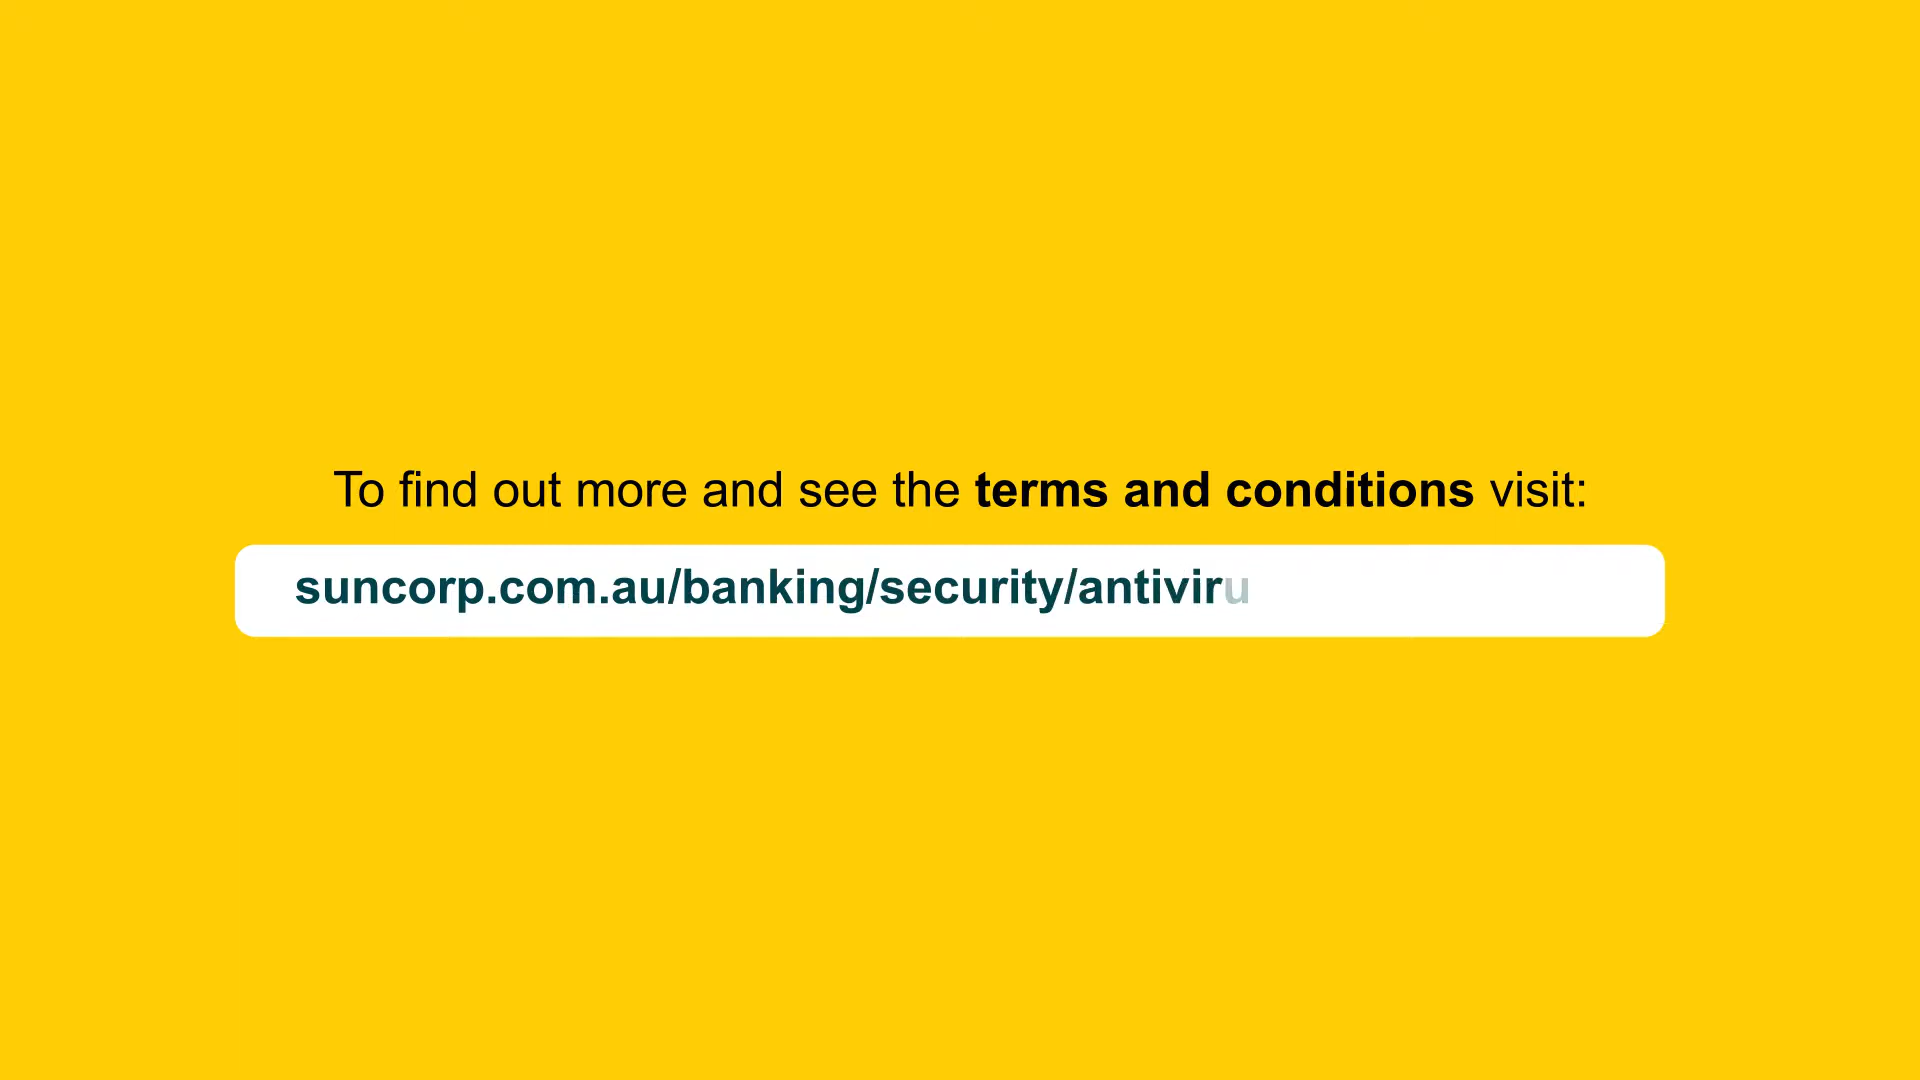 To find out more and see the terms and conditions visit:
suncorp.com.au/banking/security/antiviru